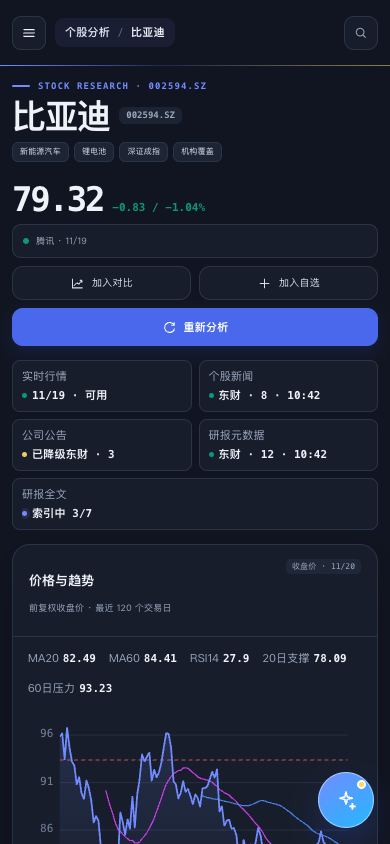 个股分析 / 比亚迪
STOCK RESEARCH · 002594.SZ
比亚迪 002594.SZ
新能源汽车 锂电池 深证成指 机构覆盖
79.32 −0.83 / −1.04%
腾讯 · 11/19
加入对比 加入自选
重新分析
实时行情 个股新闻
11/19 · 可用 东财 · 8 · 10:42
公司公告 研报元数据
已降级东财 · 3 东财 · 12 · 10:42
研报全文
索引中 3/7
收盘价 · 11/20
价格与趋势
前复权收盘价 · 最近 120 个交易日
MA20 82.49 MA60 84.41 RSI14 27.9 20日支撑 78.09
60日压力 93.23
96
91
86